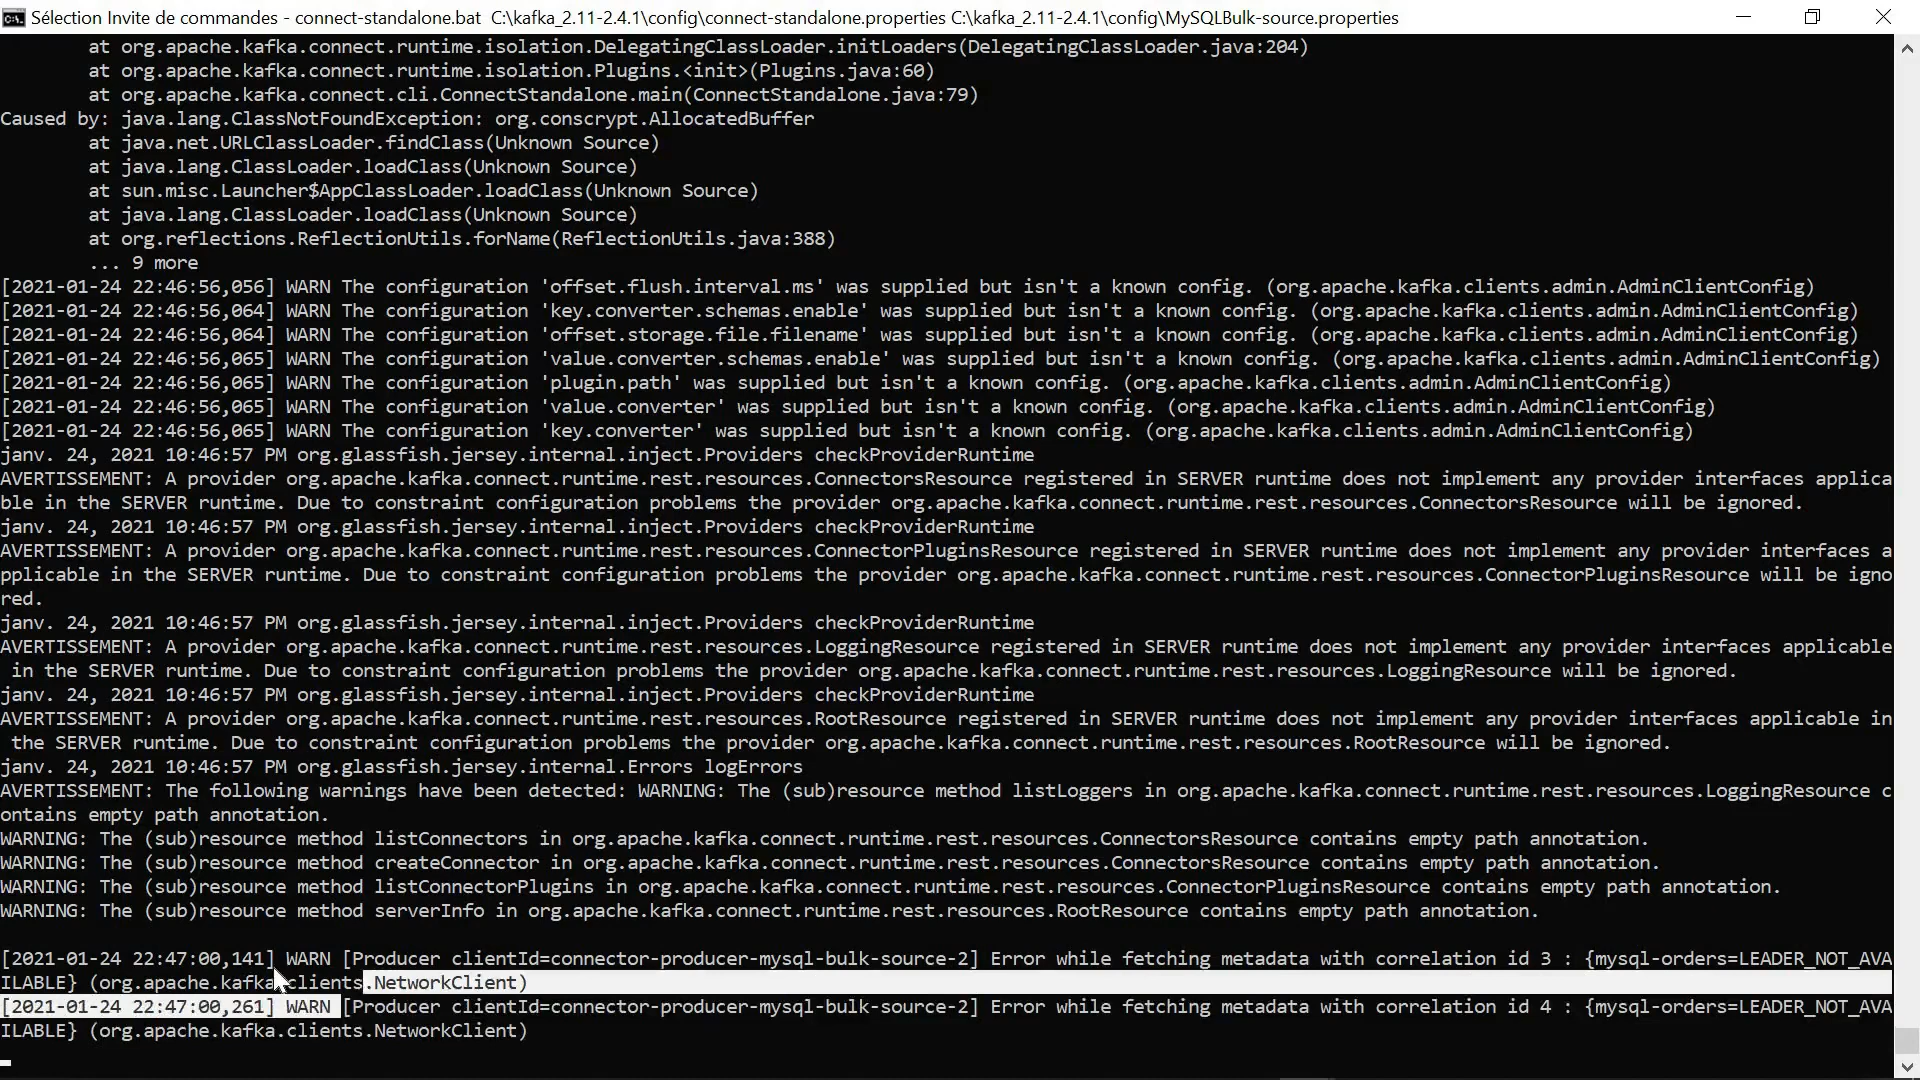 Sélection Invite de commandes - connect-standalone.bat C:\kafka_2.11-2.4.1\config\connect-standalone.properties C:\kafka_2.11-2.4.1\config\MySQLBulk-source.properties
at org.apache.kafka.connect.runtime.isolation.DelegatingClassLoader.initLoaders(DelegatingClassLoader.java:204)
at org.apache.kafka.connect.runtime.isolation.Plugins.<init>(Plugins.java:60)
at org.apache.kafka.connect.cli.ConnectStandalone.main(ConnectStandalone.java:79)
Caused by: java.lang.ClassNotFoundException: org.conscrypt.AllocatedBuffer
at java.net.URLClassLoader.findClass(Unknown Source)
at java.lang.ClassLoader.loadClass(Unknown Source)
at sun.misc.Launcher$AppClassLoader.loadClass(Unknown Source)
at java.lang.ClassLoader.loadClass(Unknown Source)
at org.reflections.ReflectionUtils.forName(ReflectionUtils.java:388)
... 9 more
[2021-01-24 22:46:56,056] WARN The configuration 'offset.flush.interval.ms' was supplied but isn't a known config. (org.apache.kafka.clients.admin.AdminClientConfig)
[2021-01-24 22:46:56,064] WARN The configuration 'key.converter.schemas.enable' was supplied but isn't a known config. (org.apache.kafka.clients.admin.AdminClientConfig)
[2021-01-24 22:46:56,064] WARN The configuration 'offset.storage.file.filename' was supplied but isn't a known config. (org.apache.kafka.clients.admin.AdminClientConfig)
[2021-01-24 22:46:56,065] WARN The configuration 'value.converter.schemas.enable' was supplied but isn't a known config. (org.apache.kafka.clients.admin.AdminClientConfig)
[2021-01-24 22:46:56,065] WARN The configuration 'plugin.path' was supplied but isn't a known config. (org.apache.kafka.clients.admin.AdminClientConfig)
[2021-01-24 22:46:56,065] WARN The configuration 'value.converter' was supplied but isn't a known config. (org.apache.kafka.clients.admin.AdminClientConfig)
[2021-01-24 22:46:56,065] WARN The configuration 'key.converter' was supplied but isn't a known config. (org.apache.kafka.clients.admin.AdminClientConfig)
janv. 24, 2021 10:46:57 PM org.glassfish.jersey.internal.inject.Providers checkProviderRuntime
AVERTISSEMENT: A provider org.apache.kafka.connect.runtime.rest.resources.ConnectorsResource registered in SERVER runtime does not implement any provider interfaces applica
ble in the SERVER runtime. Due to constraint configuration problems the provider org.apache.kafka.connect.runtime.rest.resources.ConnectorsResource will be ignored.
janv. 24, 2021 10:46:57 PM org.glassfish.jersey.internal.inject.Providers checkProviderRuntime
AVERTISSEMENT: A provider org.apache.kafka.connect.runtime.rest.resources.ConnectorPluginsResource registered in SERVER runtime does not implement any provider interfaces a
pplicable in the SERVER runtime. Due to constraint configuration problems the provider org.apache.kafka.connect.runtime.rest.resources.ConnectorPluginsResource will be igno
red.
janv. 24, 2021 10:46:57 PM org.glassfish.jersey.internal.inject.Providers checkProviderRuntime
AVERTISSEMENT: A provider org.apache.kafka.connect.runtime.rest.resources.LoggingResource registered in SERVER runtime does not implement any provider interfaces applicable
in the SERVER runtime. Due to constraint configuration problems the provider org.apache.kafka.connect.runtime.rest.resources.LoggingResource will be ignored.
janv. 24, 2021 10:46:57 PM org.glassfish.jersey.internal.inject.Providers checkProviderRuntime
AVERTISSEMENT: A provider org.apache.kafka.connect.runtime.rest.resources.RootResource registered in SERVER runtime does not implement any provider interfaces applicable in
the SERVER runtime. Due to constraint configuration problems the provider org.apache.kafka.connect.runtime.rest.resources.RootResource will be ignored.
janv. 24, 2021 10:46:57 PM org.glassfish.jersey.internal.Errors logErrors
AVERTISSEMENT: The following warnings have been detected: WARNING: The (sub)resource method listLoggers in org.apache.kafka.connect.runtime.rest.resources.LoggingResource c
ontains empty path annotation.
WARNING: The (sub)resource method listConnectors in org.apache.kafka.connect.runtime.rest.resources.ConnectorsResource contains empty path annotation.
WARNING: The (sub)resource method createConnector in org.apache.kafka.connect.runtime.rest.resources.ConnectorsResource contains empty path annotation.
WARNING: The (sub)resource method listConnectorPlugins in org.apache.kafka.connect.runtime.rest.resources.ConnectorPluginsResource contains empty path annotation.
WARNING: The (sub)resource method serverInfo in org.apache.kafka.connect.runtime.rest.resources.RootResource contains empty path annotation.
[2021-01-24 22:47:00,141] WARN [Producer clientId=connector-producer-mysql-bulk-source-2] Error while fetching metadata with correlation id 3 : {mysql-orders=LEADER_NOT_AVA
ILABLE} (org.apache.kafka.clients.NetworkClient)
[2021-01-24 22:47:00,261] WARN [Producer clientId=connector-producer-mysql-bulk-source-2] Error while fetching metadata with correlation id 4 : {mysql-orders=LEADER_NOT_AVA
ILABLE} (org.apache.kafka.clients.NetworkClient)